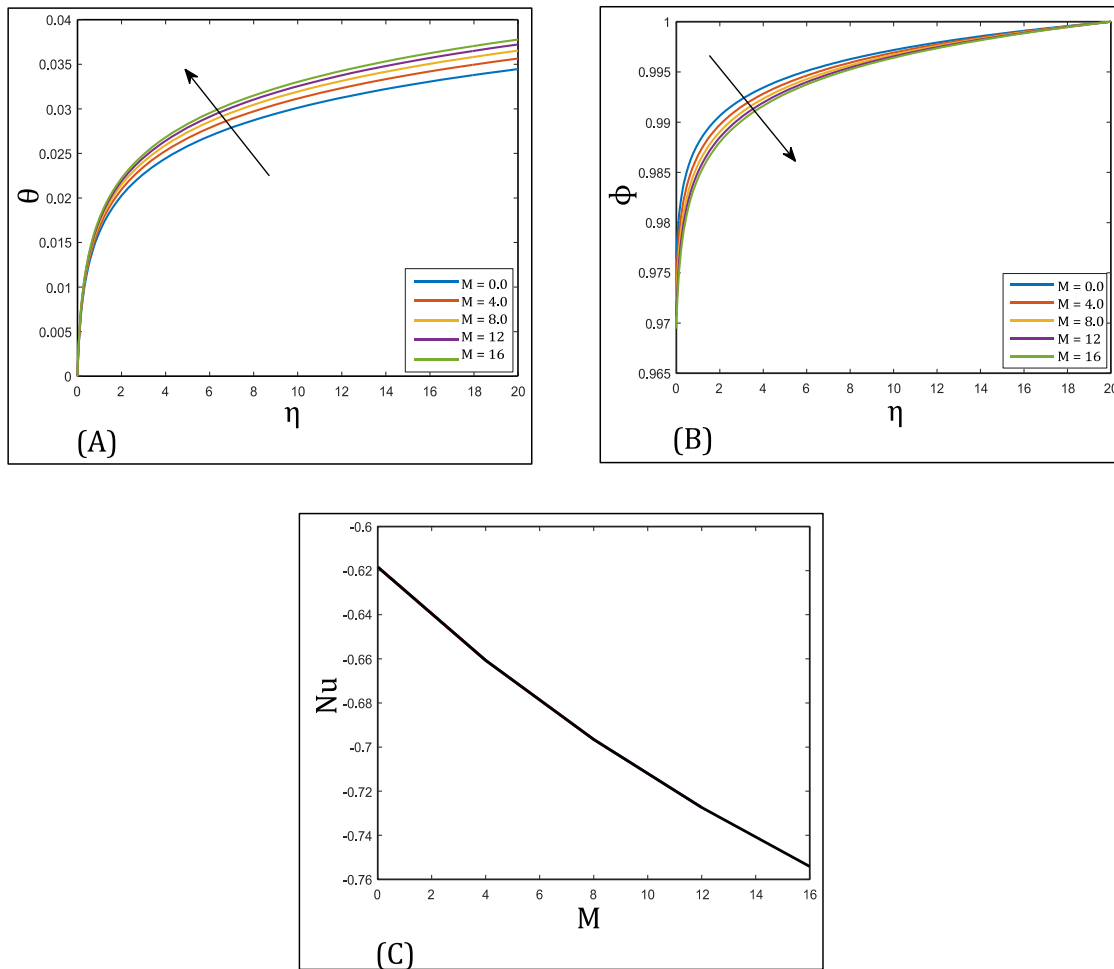 0.04
0.035
0.03
0.025
0.02
0.015
0.01
0.005
0
θ
0 2 4 6 8 10 12 14 16 18 20
η
M = 0.0
M = 4.0
M = 8.0
M = 12
M = 16
(A)
1
0.995
0.99
0.985
0.98
0.975
0.97
0.965
ϕ
0 2 4 6 8 10 12 14 16 18 20
η
M = 0.0
M = 4.0
M = 8.0
M = 12
M = 16
(B)
-0.6
-0.62
-0.64
-0.66
-0.68
-0.7
-0.72
-0.74
-0.76
Nu
0 2 4 6 8 10 12 14 16
M
(C)